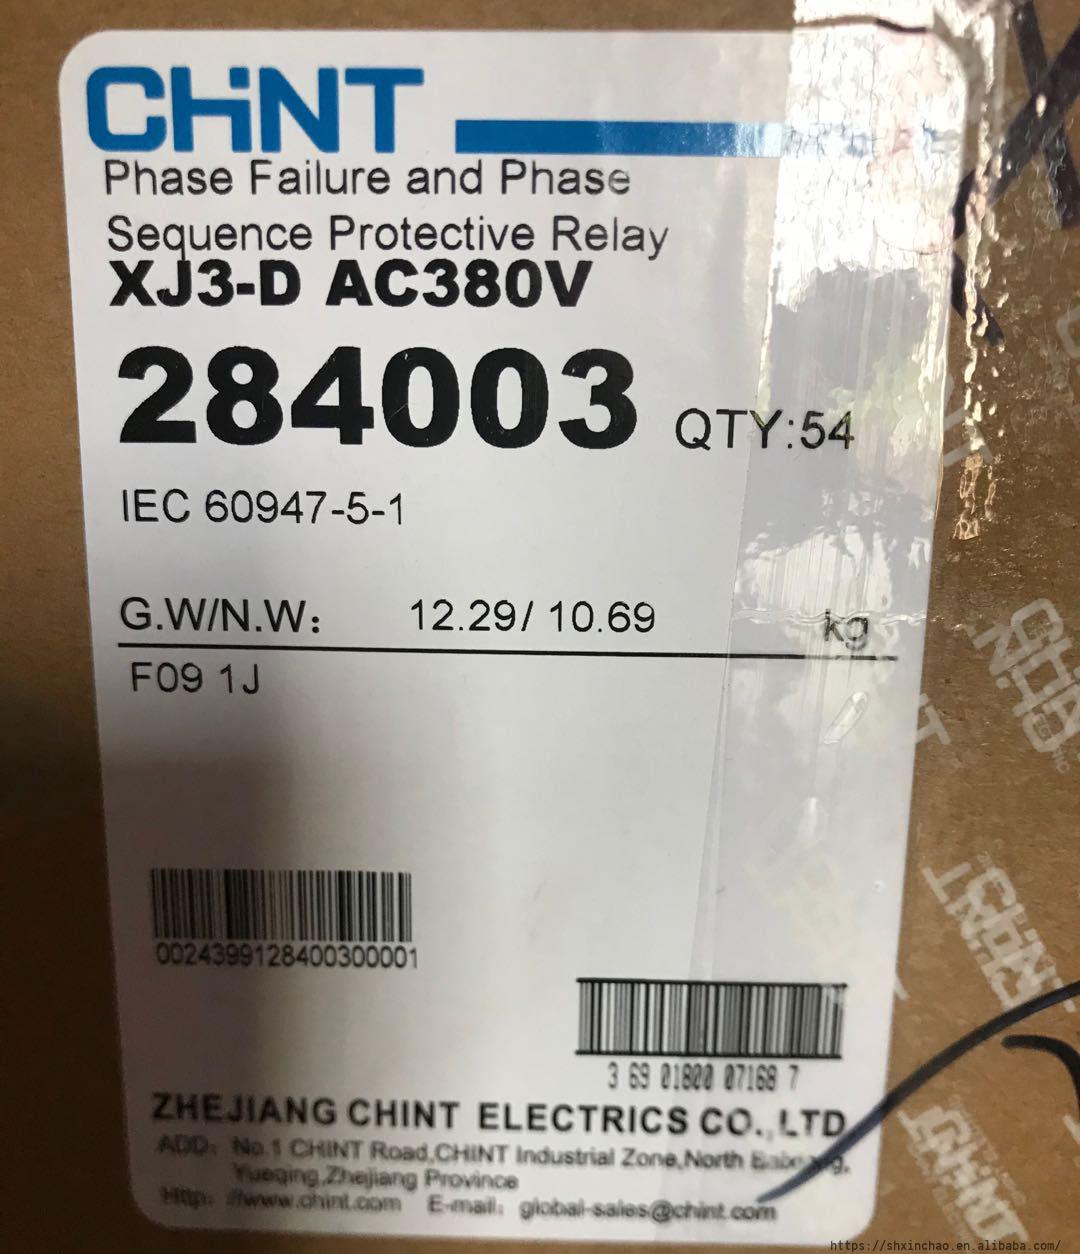 CHiNT
Phase Failure and Phase
Sequence Protective Relay
XJ3-D AC380V
284003 QTY:54
IEC 60947-5-1
G.W/N.W: 12.29/ 10.69 kg
F09 1J
0024399128400300001
3 69 01800 07168 7
ZHEJIANG CHINT ELECTRICS CO.,LTD
ADD: No.1 CHINT Road,CHINT Industrial Zone,North
Yueqing,Zhejiang Province
Http: //www.chint.com E-mail: global-sales@chint.com
https://shxinchao.en.alibaba.com/